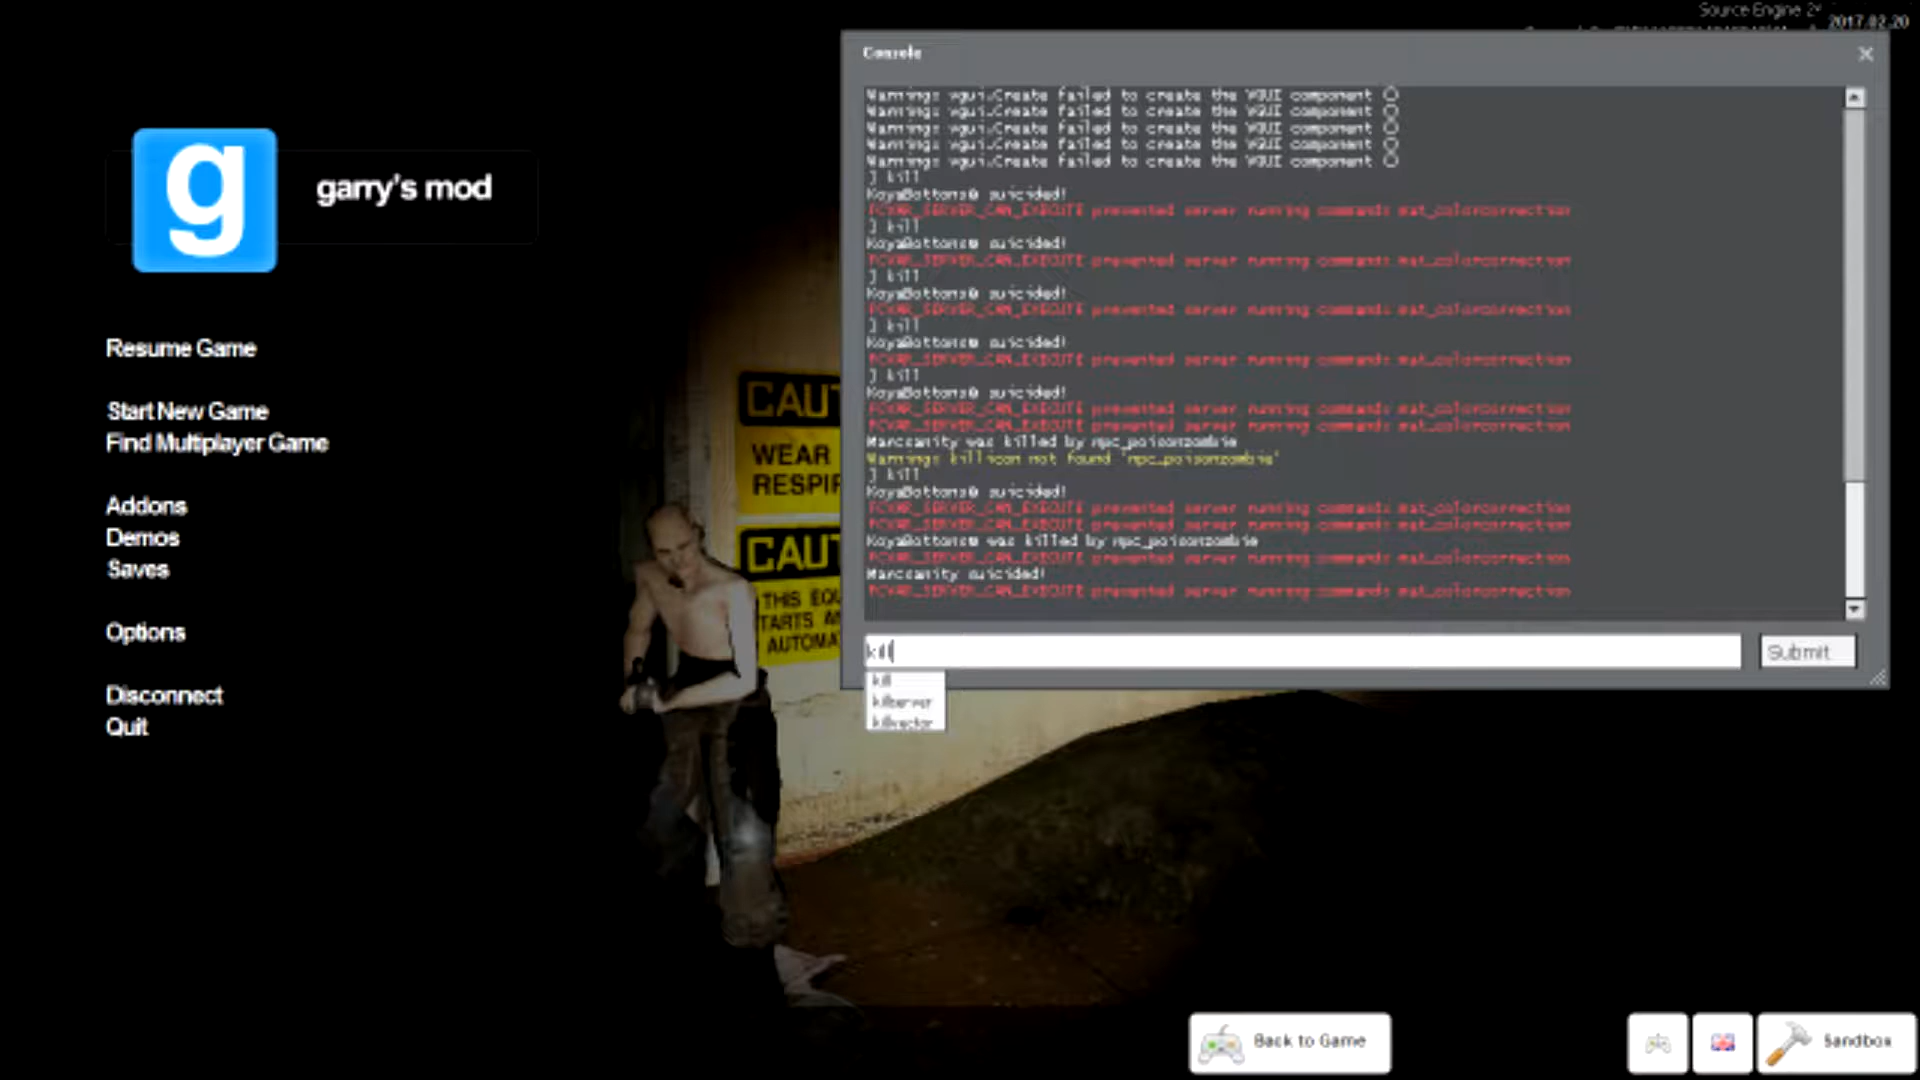 Source Engine 2
2017.02.20
Console
g
garry's mod
Resume Game
Start New Game
Find Multiplayer Game
Addons
Demos
Saves
Options
Disconnect
Quit
CAUT
WEAR
RESPIR
CAUT
THIS EQU
TARTS AN
AUTOMA
Warning: vgui.Create failed to create the VGUI component ()
Warning: vgui.Create failed to create the VGUI component ()
Warning: vgui.Create failed to create the VGUI component ()
Warning: vgui.Create failed to create the VGUI component ()
Warning: vgui.Create failed to create the VGUI component ()
] kill
suicided!
FCVAR_SERVER_CAN_EXECUTE prevented server running command: mat_colorcorrection
] kill
suicided!
FCVAR_SERVER_CAN_EXECUTE prevented server running command: mat_colorcorrection
] kill
suicided!
FCVAR_SERVER_CAN_EXECUTE prevented server running command: mat_colorcorrection
] kill
suicided!
FCVAR_SERVER_CAN_EXECUTE prevented server running command: mat_colorcorrection
] kill
suicided!
FCVAR_SERVER_CAN_EXECUTE prevented server running command: mat_colorcorrection
FCVAR_SERVER_CAN_EXECUTE prevented server running command: mat_colorcorrection
Marcsanity was killed by npc_poisonzombie
Warning: killicon not found 'npc_poisonzombie'
] kill
suicided!
FCVAR_SERVER_CAN_EXECUTE prevented server running command: mat_colorcorrection
FCVAR_SERVER_CAN_EXECUTE prevented server running command: mat_colorcorrection
was killed by npc_poisonzombie
FCVAR_SERVER_CAN_EXECUTE prevented server running command: mat_colorcorrection
Marcsanity suicided!
FCVAR_SERVER_CAN_EXECUTE prevented server running command: mat_colorcorrection
kill
Submit
kill
killserver
killvector
Back to Game
Sandbox